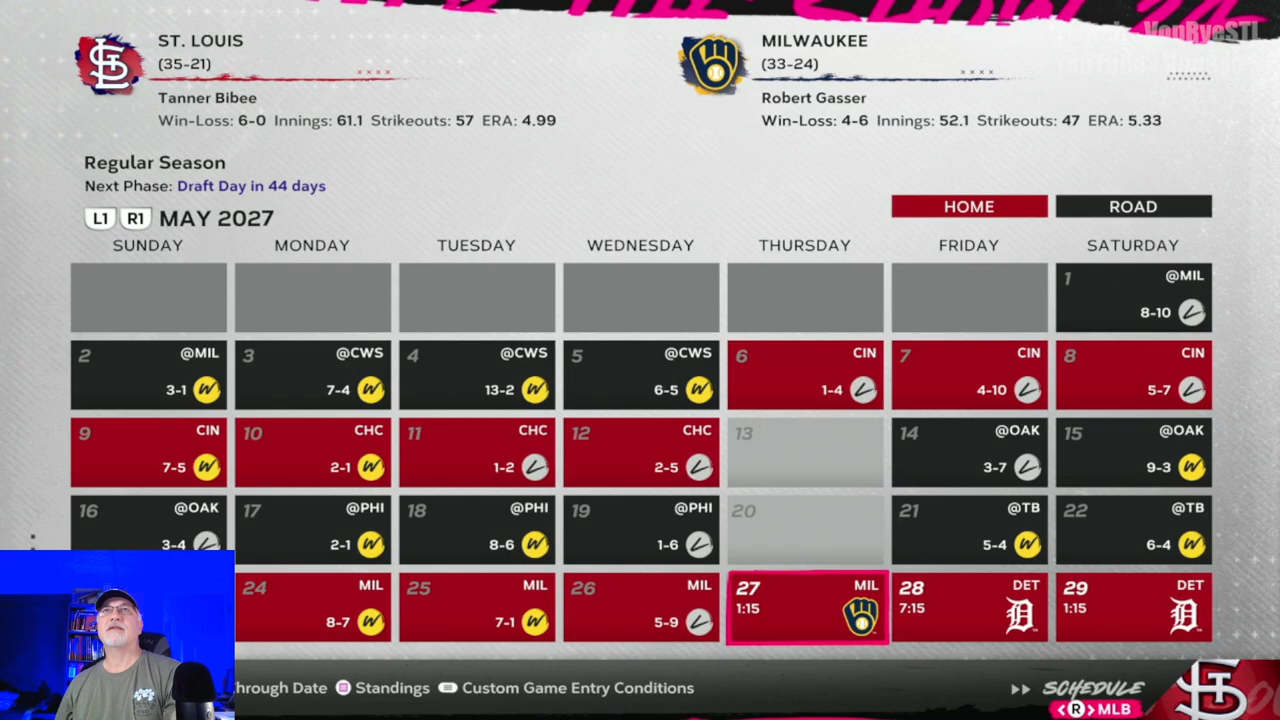 VonRyeSTL
ST. LOUIS
(35-21)
Tanner Bibee
Win-Loss: 6-0 Innings: 61.1 Strikeouts: 57 ERA: 4.99
MILWAUKEE
(33-24)
Robert Gasser
Win-Loss: 4-6 Innings: 52.1 Strikeouts: 47 ERA: 5.33
Regular Season
Next Phase: Draft Day in 44 days
L1 R1 MAY 2027
HOME ROAD
SUNDAY MONDAY TUESDAY WEDNESDAY THURSDAY FRIDAY SATURDAY
1 @MIL
8-10 L
2 @MIL 3 @CWS 4 @CWS 5 @CWS 6 CIN 7 CIN 8 CIN
3-1 W 7-4 W 13-2 W 6-5 W 1-4 L 4-10 L 5-7 L
9 CIN 10 CHC 11 CHC 12 CHC 13 14 @OAK 15 @OAK
7-5 W 2-1 W 1-2 L 2-5 L 3-7 L 9-3 W
16 @OAK 17 @PHI 18 @PHI 19 @PHI 20 21 @TB 22 @TB
3-4 L 2-1 W 8-6 W 1-6 L 5-4 W 6-4 W
24 MIL 25 MIL 26 MIL 27 MIL 28 DET 29 DET
1:15 7:15 1:15
8-7 W 7-1 W 5-9 L
hrough Date Standings Custom Game Entry Conditions
SCHEDULE
R MLB